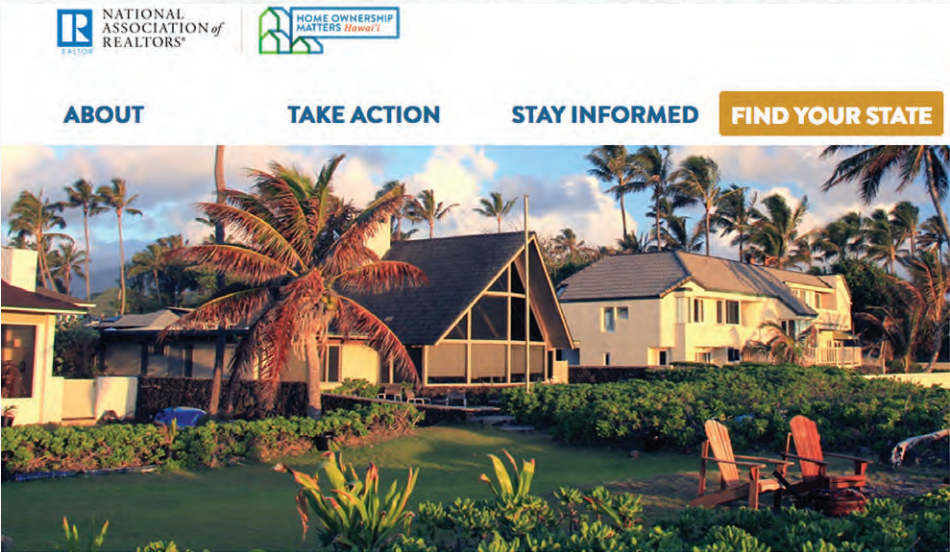 NATIONAL
ASSOCIATION of
REALTORS®
REALTOR
HOME OWNERSHIP
MATTERS Hawai'i
ABOUT
TAKE ACTION
STAY INFORMED
FIND YOUR STATE